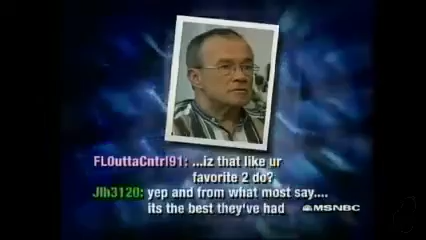 FLOuttaCntrl91: ...iz that like ur
favorite 2 do?
Jlh3120: yep and from what most say....
its the best they've had
MSNBC